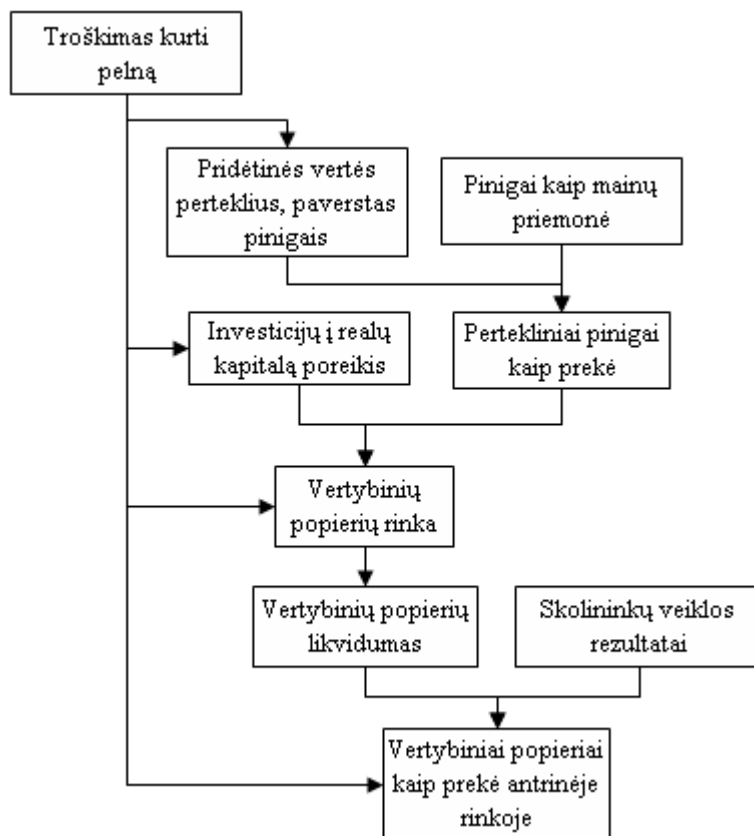 Troškimas kurti
pelną
Pridėtinės vertės
perteklius, paverstas
pinigais
Pinigai kaip mainų
priemonė
Investicijų į realų
kapitalą poreikis
Pertekliniai pinigai
kaip prekė
Vertybinių
popierių rinka
Vertybinių popierių
likvidumas
Skolininkų veiklos
rezultatai
Vertybiniai popieriai
kaip prekė antrinėje
rinkoje